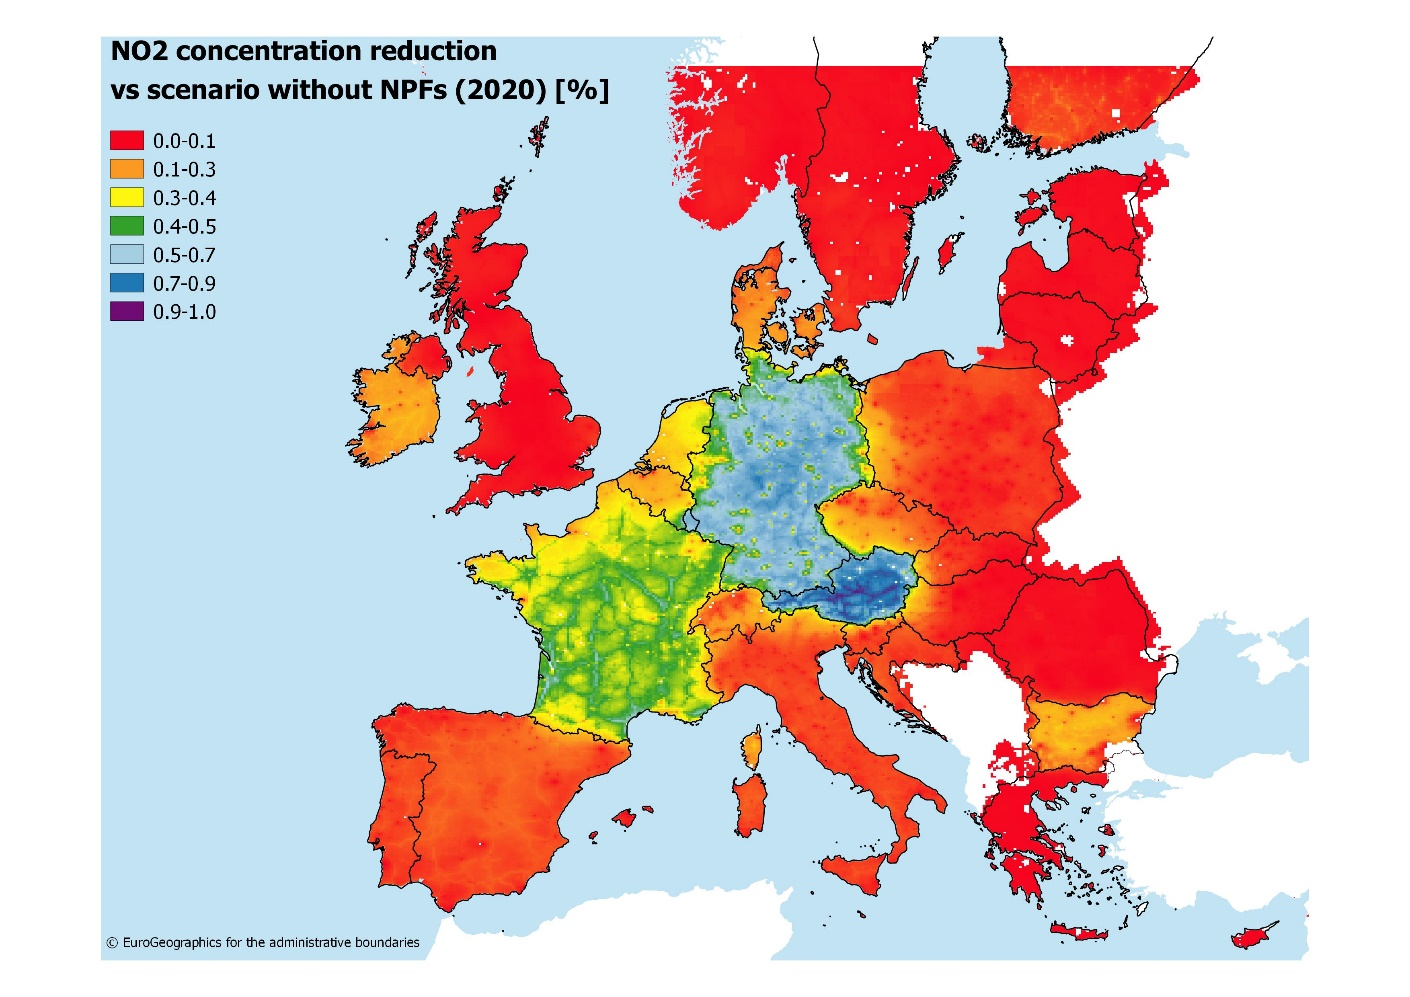 NO2 concentration reduction
vs scenario without NPFs (2020) [%]
0.0-0.1
0.1-0.3
0.3-0.4
0.4-0.5
0.5-0.7
0.7-0.9
0.9-1.0
© EuroGeographics for the administrative boundaries